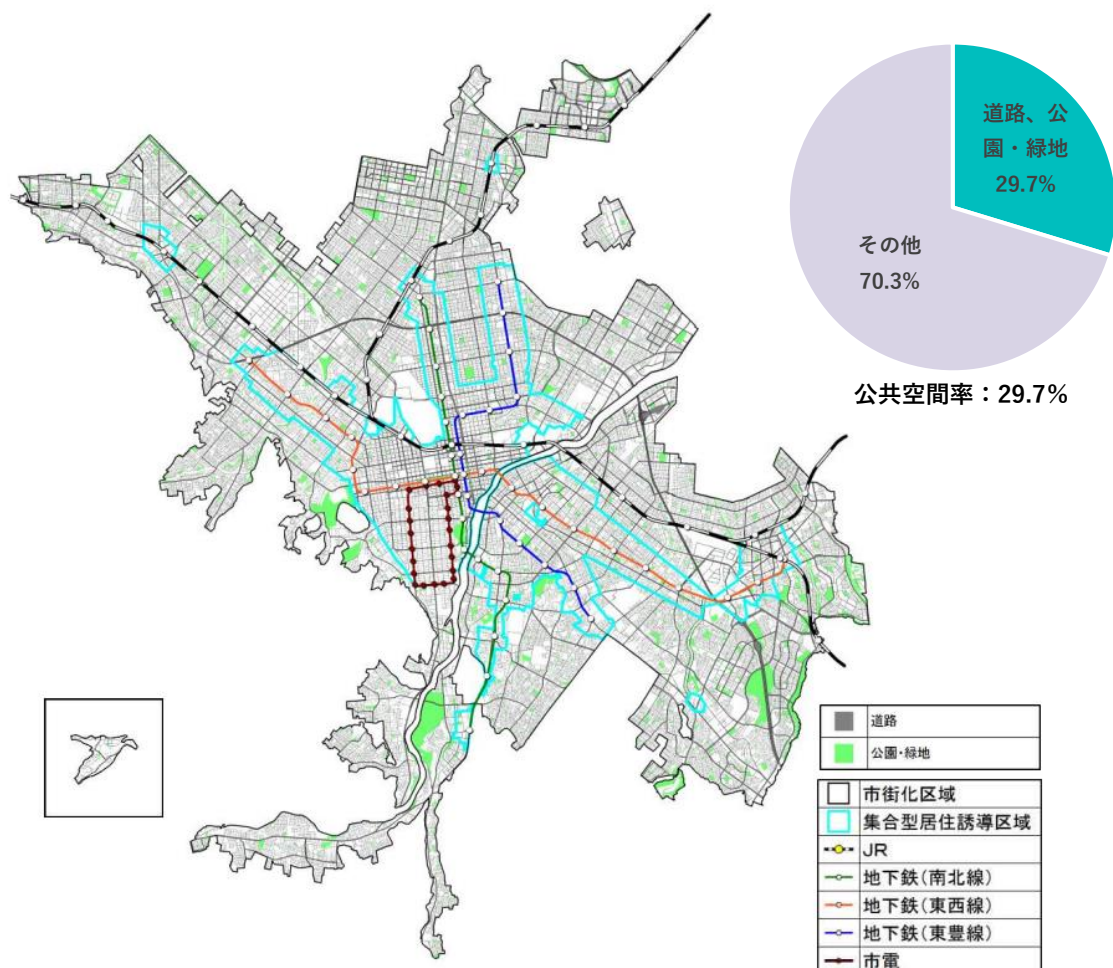 道路、公
園・緑地
29.7%
その他
70.3%
公共空間率：29.7%
道路
公園・緑地
市街化区域
集合型居住誘導区域
JR
地下鉄(南北線)
地下鉄(東西線)
地下鉄(東豊線)
市電